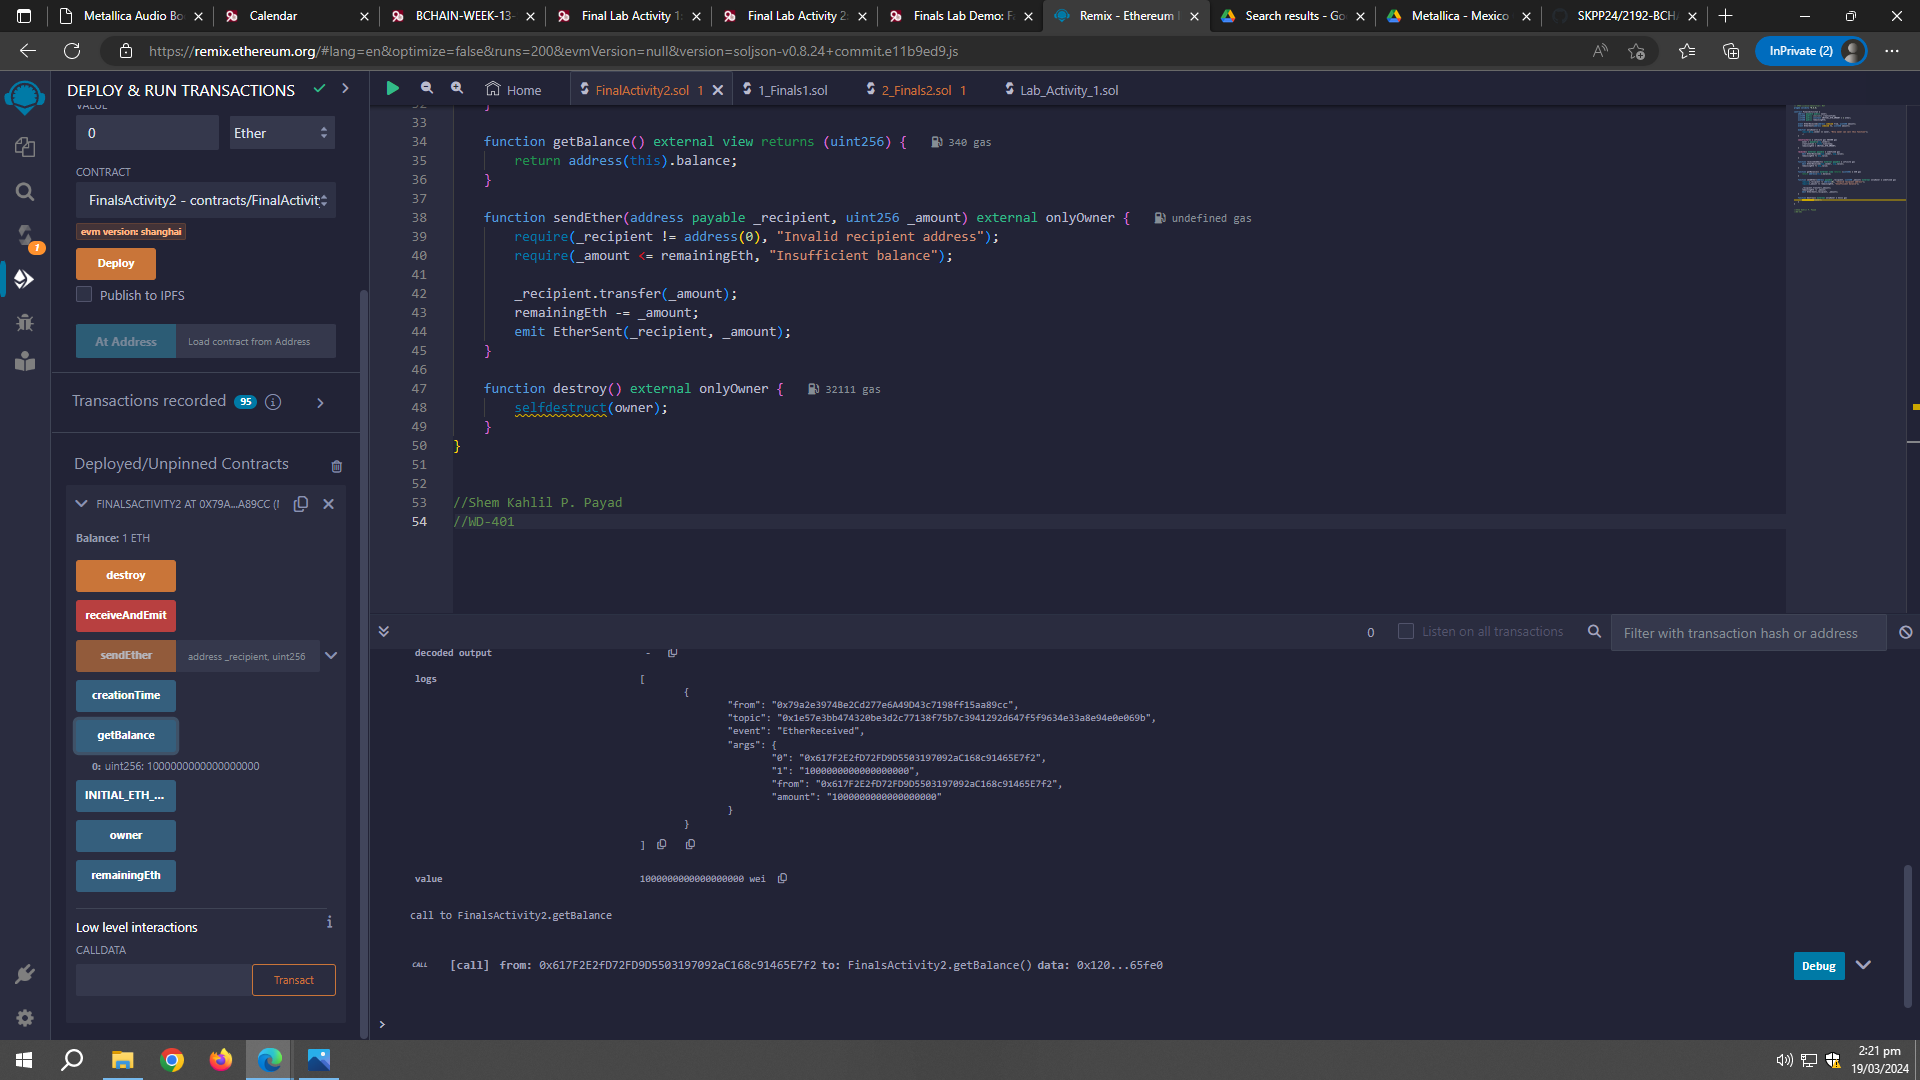 Metallica Audio Bo
Calendar
BCHAIN-WEEK-13-
Final Lab Activity 1:
Final Lab Activity 2:
Finals Lab Demo: F
Remix - Ethereum I
Search results - Go
Metallica - Mexico
SKPP24/2192-BCH
https://remix.ethereum.org/#lang=en&optimize=false&runs=200&evmVersion=null&version=soljson-v0.8.24+commit.e11b9ed9.js
InPrivate (2)
DEPLOY & RUN TRANSACTIONS
Home
FinalActivity2.sol 1
1_Finals1.sol
2_Finals2.sol 1
Lab_Activity_1.sol
VALUE
0
Ether
CONTRACT
FinalsActivity2 - contracts/FinalActivit
evm version: shanghai
1
Deploy
Publish to IPFS
At Address
Load contract from Address
Transactions recorded 95 i
Deployed/Unpinned Contracts
FINALSACTIVITY2 AT 0X79A...A89CC (
Balance: 1 ETH
destroy
receiveAndEmit
sendEther
address _recipient, uint256
creationTime
getBalance
0: uint256: 1000000000000000000
INITIAL_ETH_...
owner
remainingEth
Low level interactions
i
CALLDATA
Transact
32 }
33
34 function getBalance() external view returns (uint256) { 340 gas
35 return address(this).balance;
36 }
37
38 function sendEther(address payable _recipient, uint256 _amount) external onlyOwner { undefined gas
39 require(_recipient != address(0), "Invalid recipient address");
40 require(_amount <= remainingEth, "Insufficient balance");
41
42 _recipient.transfer(_amount);
43 remainingEth -= _amount;
44 emit EtherSent(_recipient, _amount);
45 }
46
47 function destroy() external onlyOwner { 32111 gas
48 selfdestruct(owner);
49 }
50 }
51
52
53 //Shem Kahlil P. Payad
54 //WD-401
0
Listen on all transactions
Filter with transaction hash or address
decoded output -
logs [
{
"from": "0x79a2e3974Be2Cd277e6A49D43c7198ff15aa89cc",
"topic": "0x1e57e3bb474320be3d2c77138f75b7c3941292d647f5f9634e33a8e94e0e069b",
"event": "EtherReceived",
"args": {
"0": "0x617F2E2fD72FD9D5503197092aC168c91465E7f2",
"1": "1000000000000000000",
"from": "0x617F2E2fD72FD9D5503197092aC168c91465E7f2",
"amount": "1000000000000000000"
}
}
]
value 1000000000000000000 wei
call to FinalsActivity2.getBalance
CALL [call] from: 0x617F2E2fD72FD9D5503197092aC168c91465E7f2 to: FinalsActivity2.getBalance() data: 0x120...65fe0
Debug
>
2:21 pm
19/03/2024